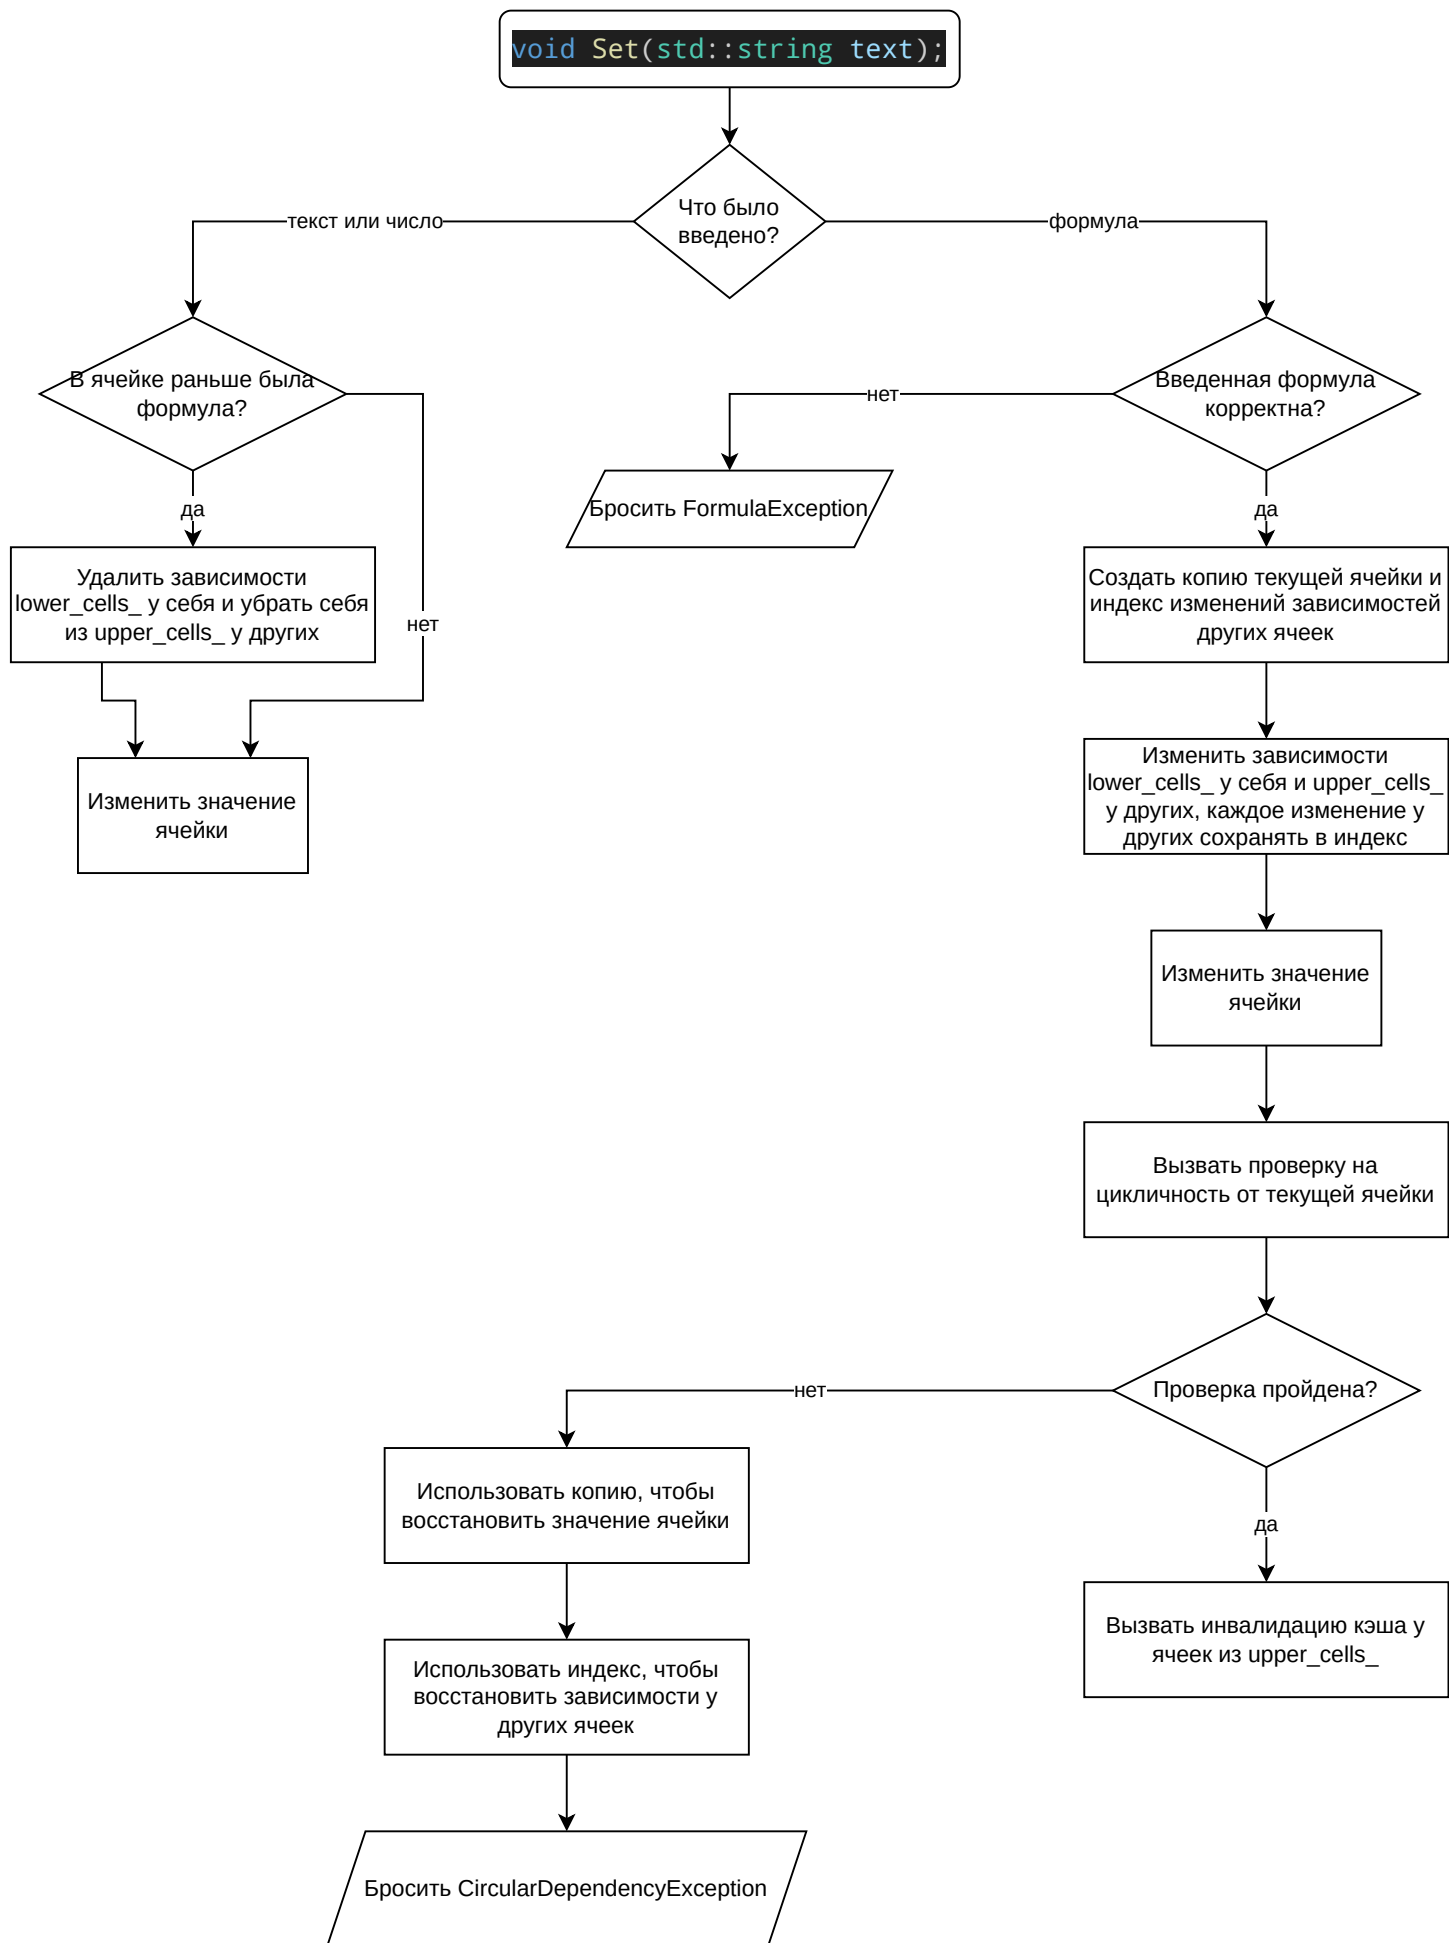 void Set(std::string text);
Что было
введено?
текст или число
формула
В ячейке раньше была
формула?
Введенная формула
корректна?
нет
Бросить FormulaException
да
да
Удалить зависимости
lower_cells_ у себя и убрать себя
из upper_cells_ у других
нет
Создать копию текущей ячейки и
индекс изменений зависимостей
других ячеек
Изменить значение
ячейки
Изменить зависимости
lower_cells_ у себя и upper_cells_
у других, каждое изменение у
других сохранять в индекс
Изменить значение
ячейки
Вызвать проверку на
цикличность от текущей ячейки
Проверка пройдена?
нет
да
Использовать копию, чтобы
восстановить значение ячейки
Вызвать инвалидацию кэша у
ячеек из upper_cells_
Использовать индекс, чтобы
восстановить зависимости у
других ячеек
Бросить CircularDependencyException